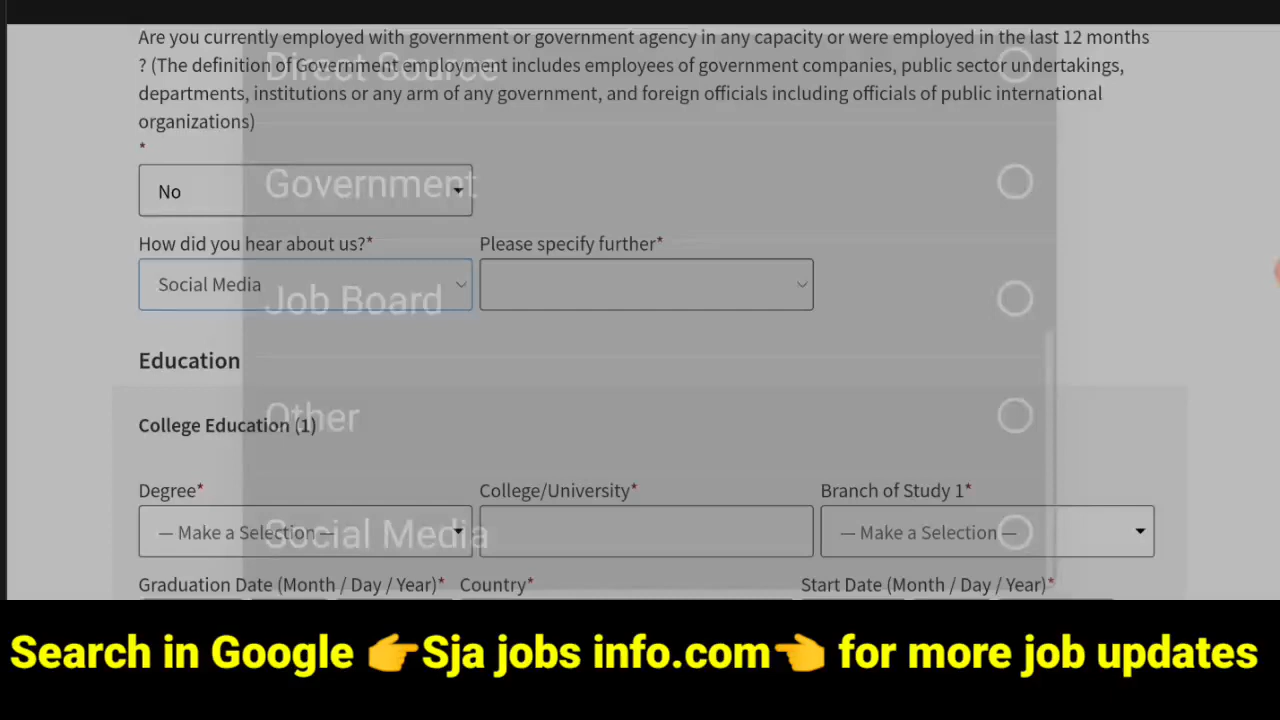 Are you currently employed with government or government agency in any capacity or were employed in the last 12 months
? (The definition of Government employment includes employees of government companies, public sector undertakings,
departments, institutions or any arm of any government, and foreign officials including officials of public international
organizations)
*
Direct Source
Government
Job Board
Other
Social Media
No
How did you hear about us?* Please specify further*
Social Media
Education
College Education (1)
Degree* College/University* Branch of Study 1*
— Make a Selection — — Make a Selection —
Graduation Date (Month / Day / Year)* Country* Start Date (Month / Day / Year)*
Search in Google 👉Sja jobs info.com👈 for more job updates